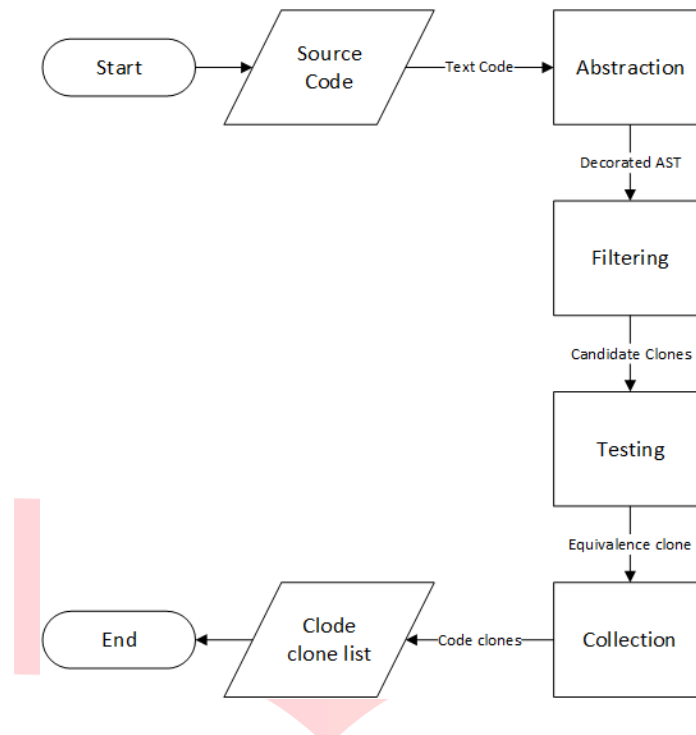 Start
Source
Code
Text Code
Abstraction
Decorated AST
Filtering
Candidate Clones
Testing
Equivalence clone
End
Clode
clone list
Code clones
Collection